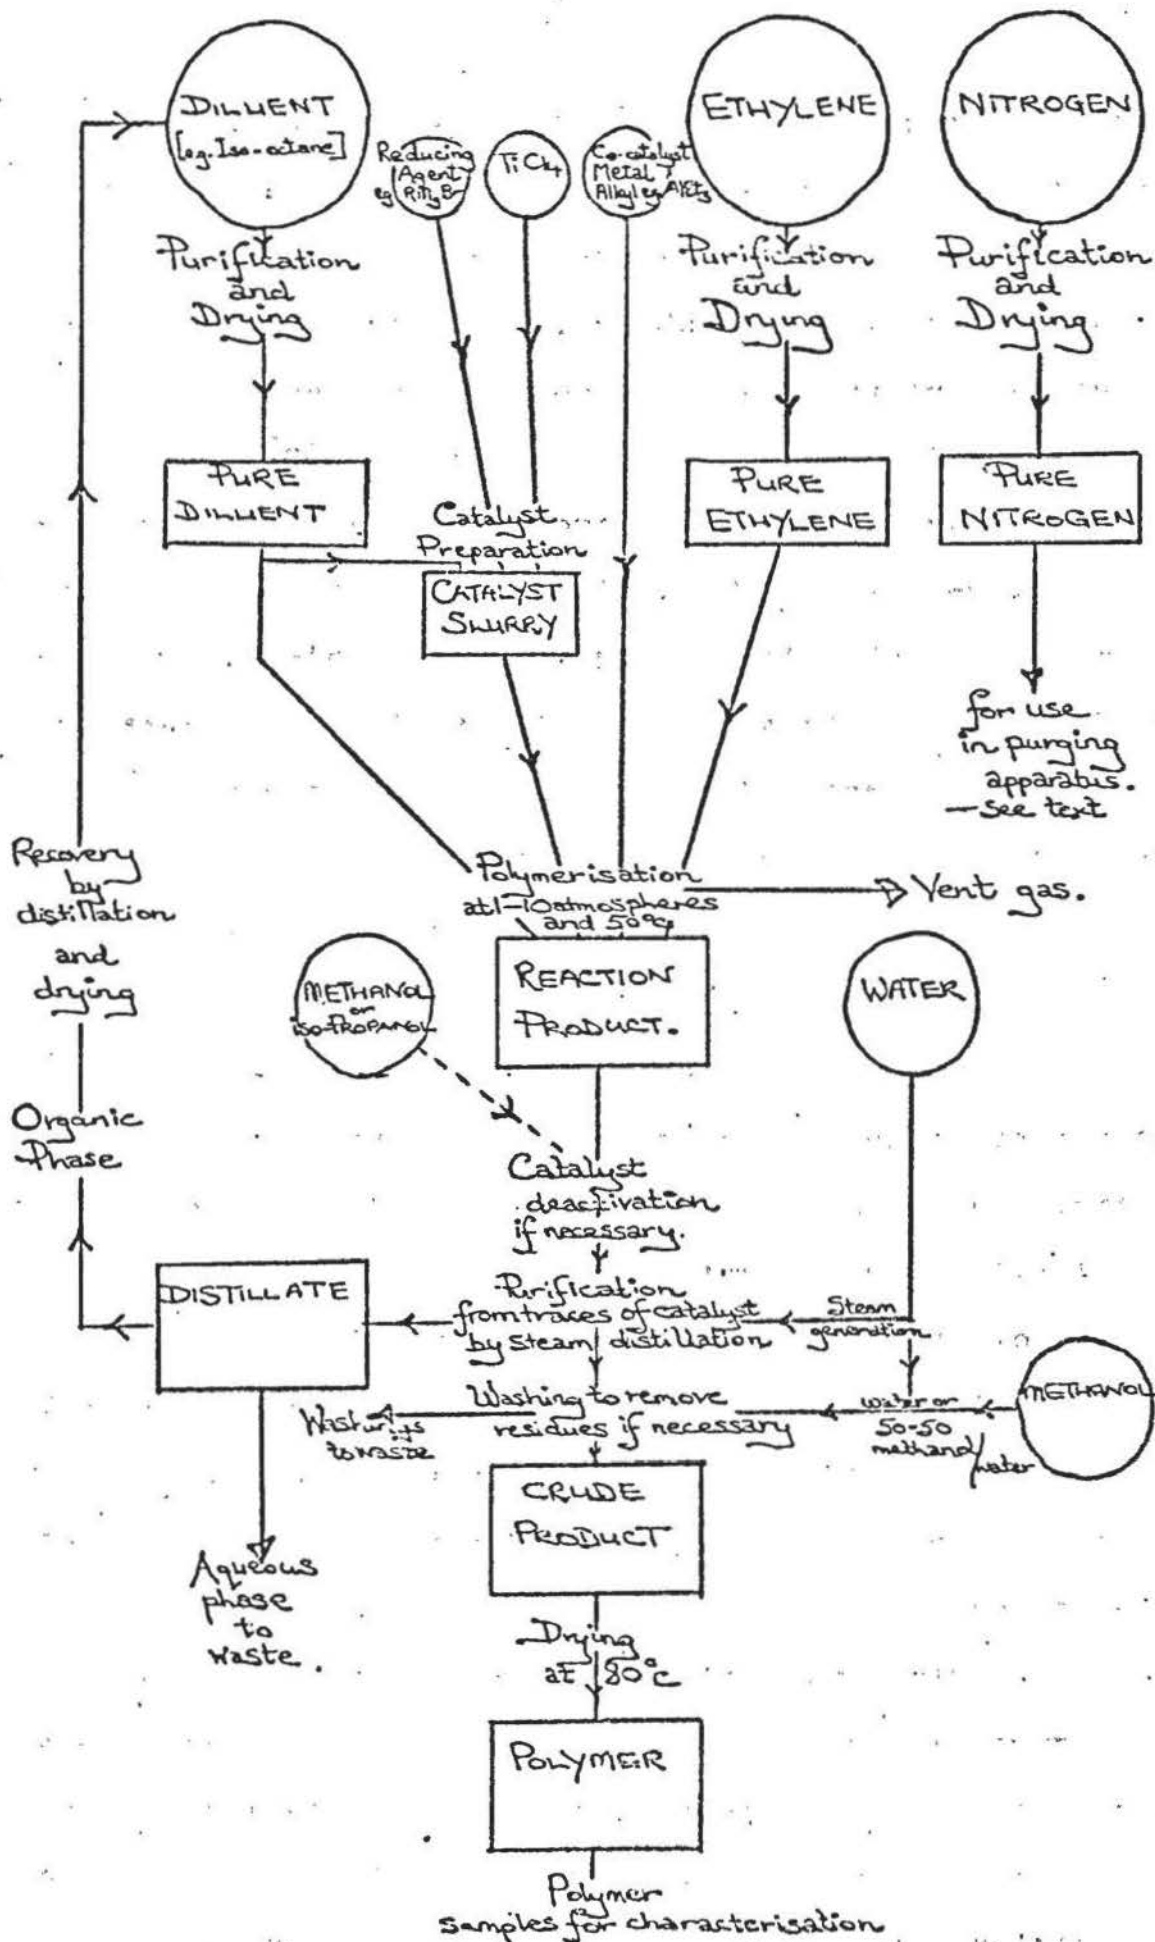 DILUENT
[eg. Iso-octane]
Reducing
Agent
eg
TiCl4
Co-catalyst
Metal
Alkyl eg AlEt3
ETHYLENE
NITROGEN
Purification
and
Drying
Purification
and
Drying
Purification
and
Drying
PURE
DILUENT
Catalyst
Preparation
CATALYST
SLURRY
PURE
ETHYLENE
PURE
NITROGEN
for use
in purging
apparatus.
—see text
Recovery
by
distillation
and
drying
Polymerisation
at 1-10 atmospheres
and 50°C
Vent gas.
REACTION
PRODUCT.
METHANOL
or
ISO-PROPANOL
WATER
Organic
Phase
Catalyst
deactivation
if necessary.
DISTILLATE
Purification
from traces of catalyst
by steam distillation
Steam
generation
Washing to remove
residues if necessary
Washings
to waste
water or
50-50
methanol/
water
METHANOL
CRUDE
PRODUCT
Aqueous
phase
to
waste.
Drying
at 80°C
POLYMER
Polymer
samples for characterisation